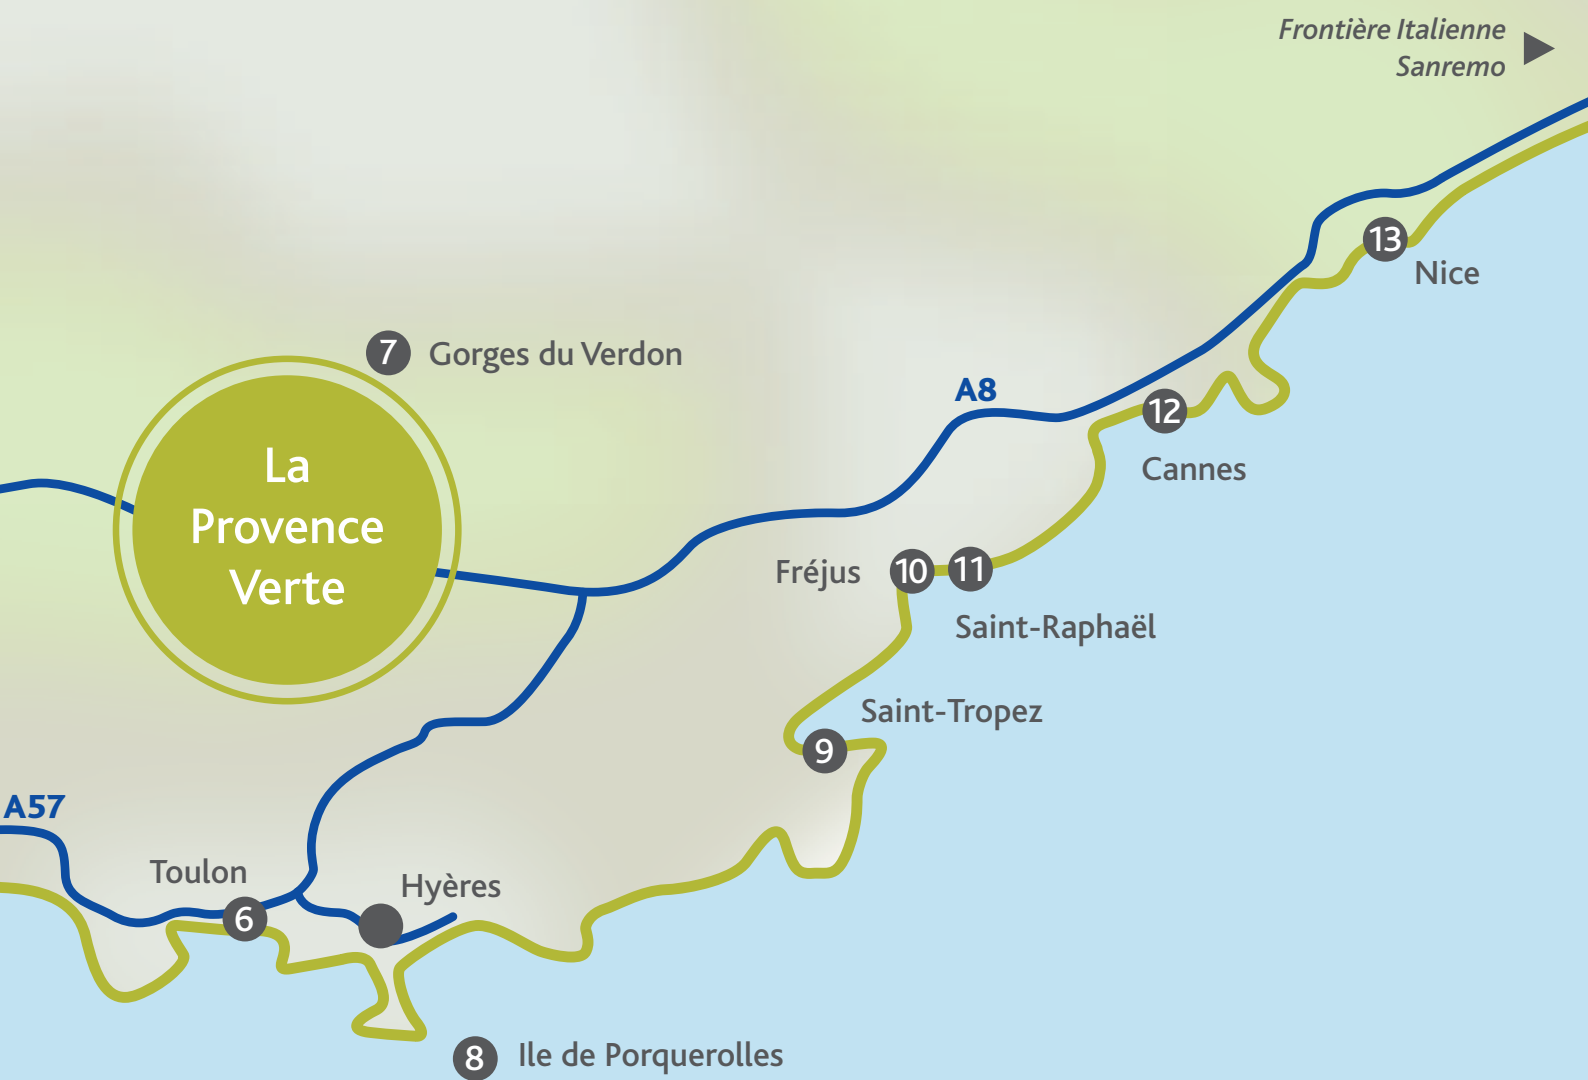 Frontière Italienne
Sanremo
13
Nice
7 Gorges du Verdon
A8
12
Cannes
La
Provence
Verte
Fréjus 10 11
Saint-Raphaël
Saint-Tropez
9
A57
Toulon
Hyères
6
8 Ile de Porquerolles